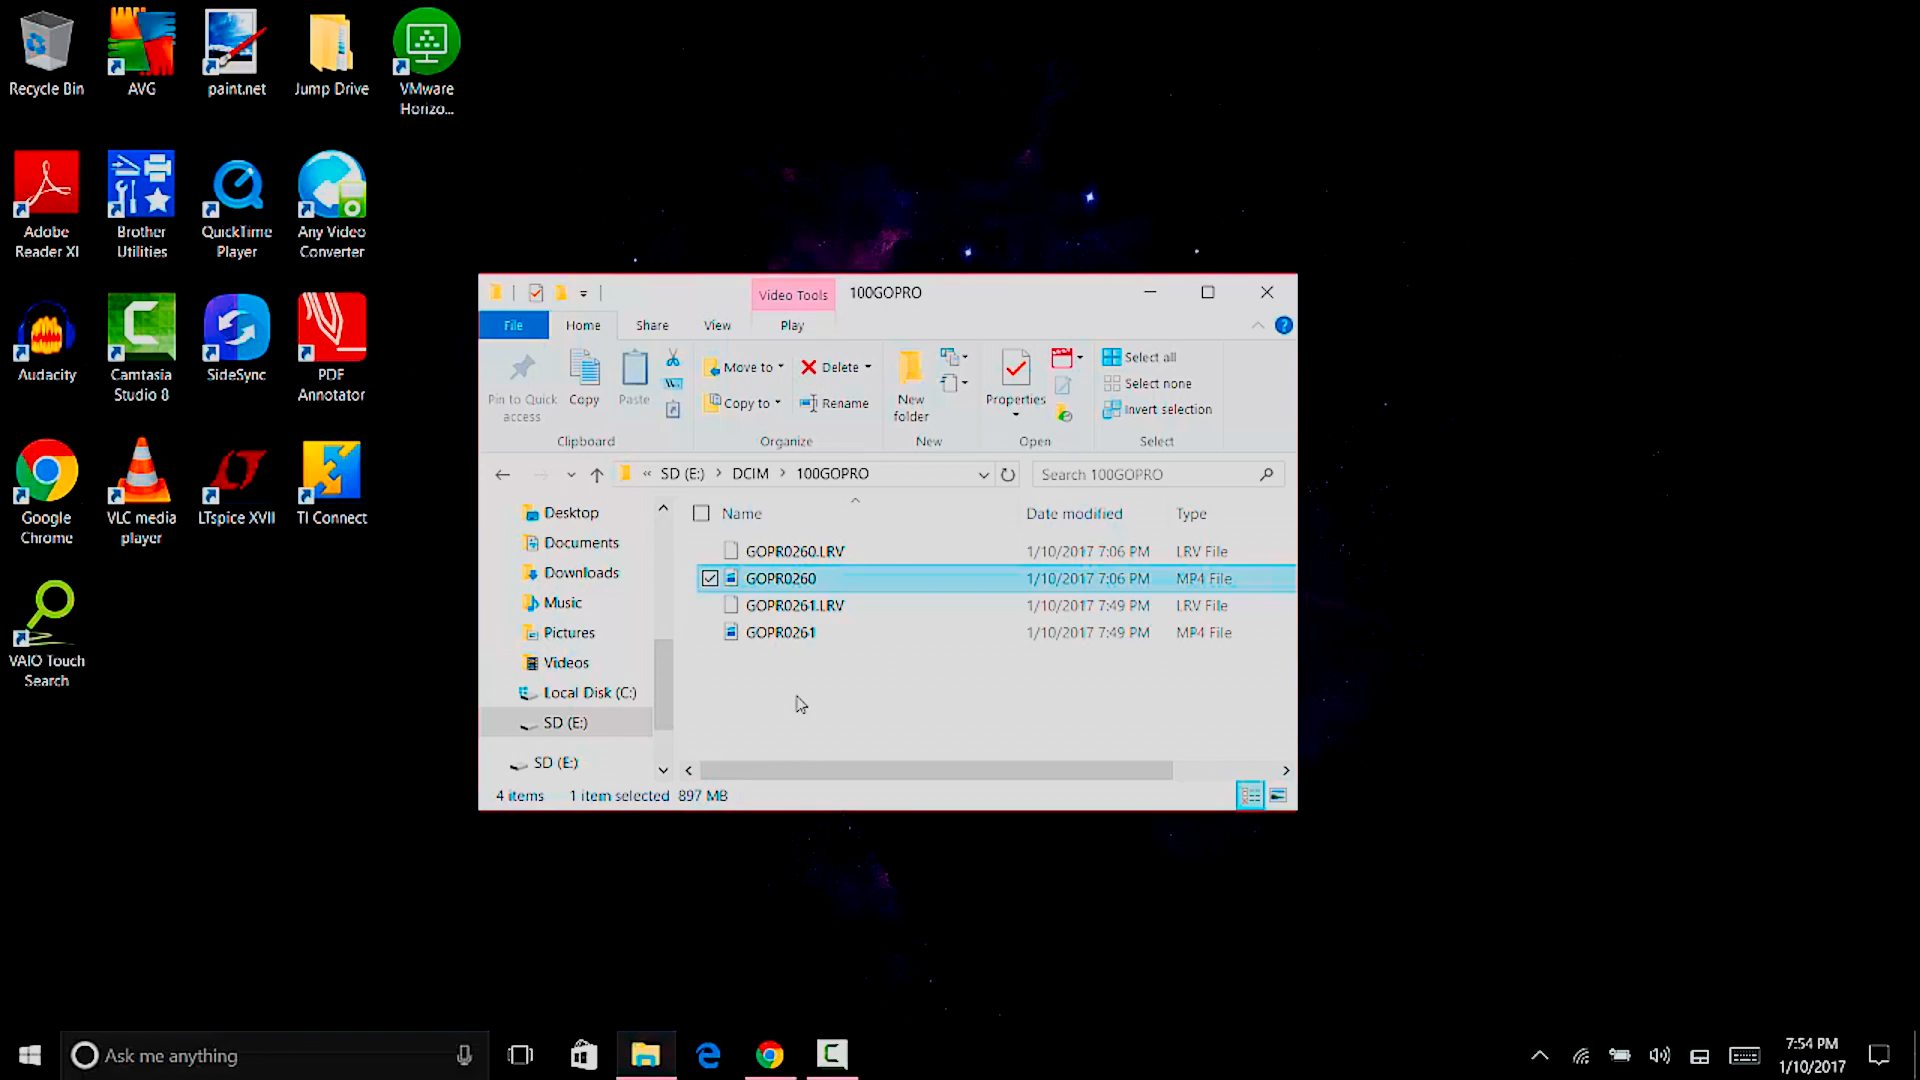 Recycle Bin
AVG
paint.net
Jump Drive
VMware
Horizo...
Adobe
Reader XI
Brother
Utilities
QuickTime
Player
Any Video
Converter
Audacity
Camtasia
Studio 8
SideSync
PDF
Annotator
Google
Chrome
VLC media
player
LTspice XVII
TI Connect
VAIO Touch
Search
Video Tools
100GOPRO
File
Home
Share
View
Play
Pin to Quick
access
Copy
Paste
Clipboard
Move to
Copy to
Delete
Rename
Organize
New
folder
New
Properties
Open
Select all
Select none
Invert selection
Select
« SD (E:) > DCIM > 100GOPRO
Search 100GOPRO
Desktop
Documents
Downloads
Music
Pictures
Videos
Local Disk (C:)
SD (E:)
SD (E:)
Name Date modified Type
GOPR0260.LRV 1/10/2017 7:06 PM LRV File
GOPR0260 1/10/2017 7:06 PM MP4 File
GOPR0261.LRV 1/10/2017 7:49 PM LRV File
GOPR0261 1/10/2017 7:49 PM MP4 File
4 items 1 item selected 897 MB
Ask me anything
7:54 PM
1/10/2017